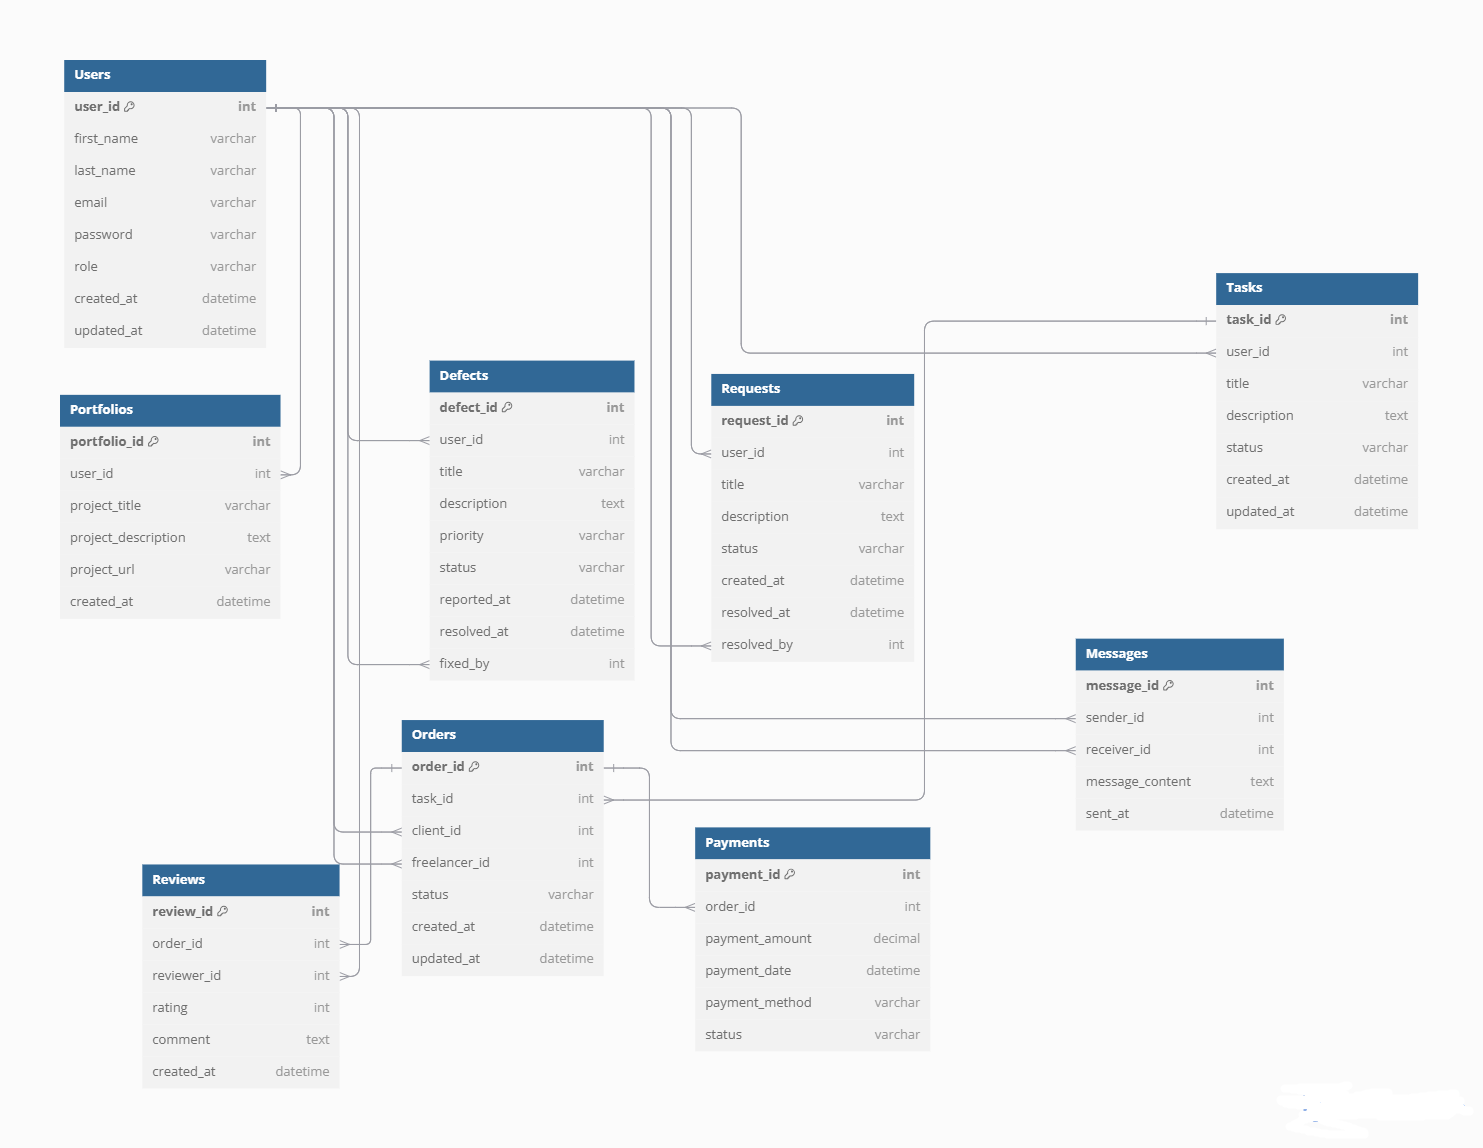 Users
user_id int
first_name varchar
last_name varchar
email varchar
password varchar
role varchar
created_at datetime
updated_at datetime
Portfolios
portfolio_id int
user_id int
project_title varchar
project_description text
project_url varchar
created_at datetime
Defects
defect_id int
user_id int
title varchar
description text
priority varchar
status varchar
reported_at datetime
resolved_at datetime
fixed_by int
Requests
request_id int
user_id int
title varchar
description text
status varchar
created_at datetime
resolved_at datetime
resolved_by int
Tasks
task_id int
user_id int
title varchar
description text
status varchar
created_at datetime
updated_at datetime
Messages
message_id int
sender_id int
receiver_id int
message_content text
sent_at datetime
Orders
order_id int
task_id int
client_id int
freelancer_id int
status varchar
created_at datetime
updated_at datetime
Payments
payment_id int
order_id int
payment_amount decimal
payment_date datetime
payment_method varchar
status varchar
Reviews
review_id int
order_id int
reviewer_id int
rating int
comment text
created_at datetime